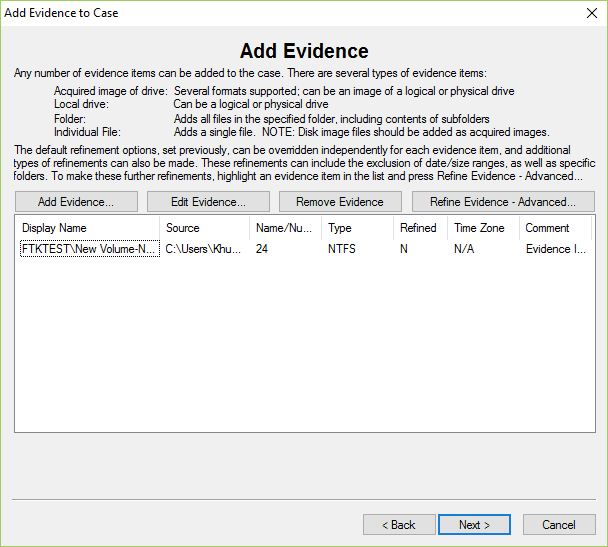 Add Evidence to Case
Add Evidence
Any number of evidence items can be added to the case. There are several types of evidence items:
Acquired image of drive: Several formats supported; can be an image of a logical or physical drive
Local drive: Can be a logical or physical drive
Folder: Adds all files in the specified folder, including contents of subfolders
Individual File: Adds a single file. NOTE: Disk image files should be added as acquired images.
The default refinement options, set previously, can be overridden independently for each evidence item, and additional
types of refinements can also be made. These refinements can include the exclusion of date/size ranges, as well as specific
folders. To make these further refinements, highlight an evidence item in the list and press Refine Evidence - Advanced...
Add Evidence... Edit Evidence... Remove Evidence Refine Evidence - Advanced...
Display Name Source Name/Nu... Type Refined Time Zone Comment
FTKTEST\New Volume-N... C:\Users\Khu... 24 NTFS N N/A Evidence I...
< Back Next > Cancel